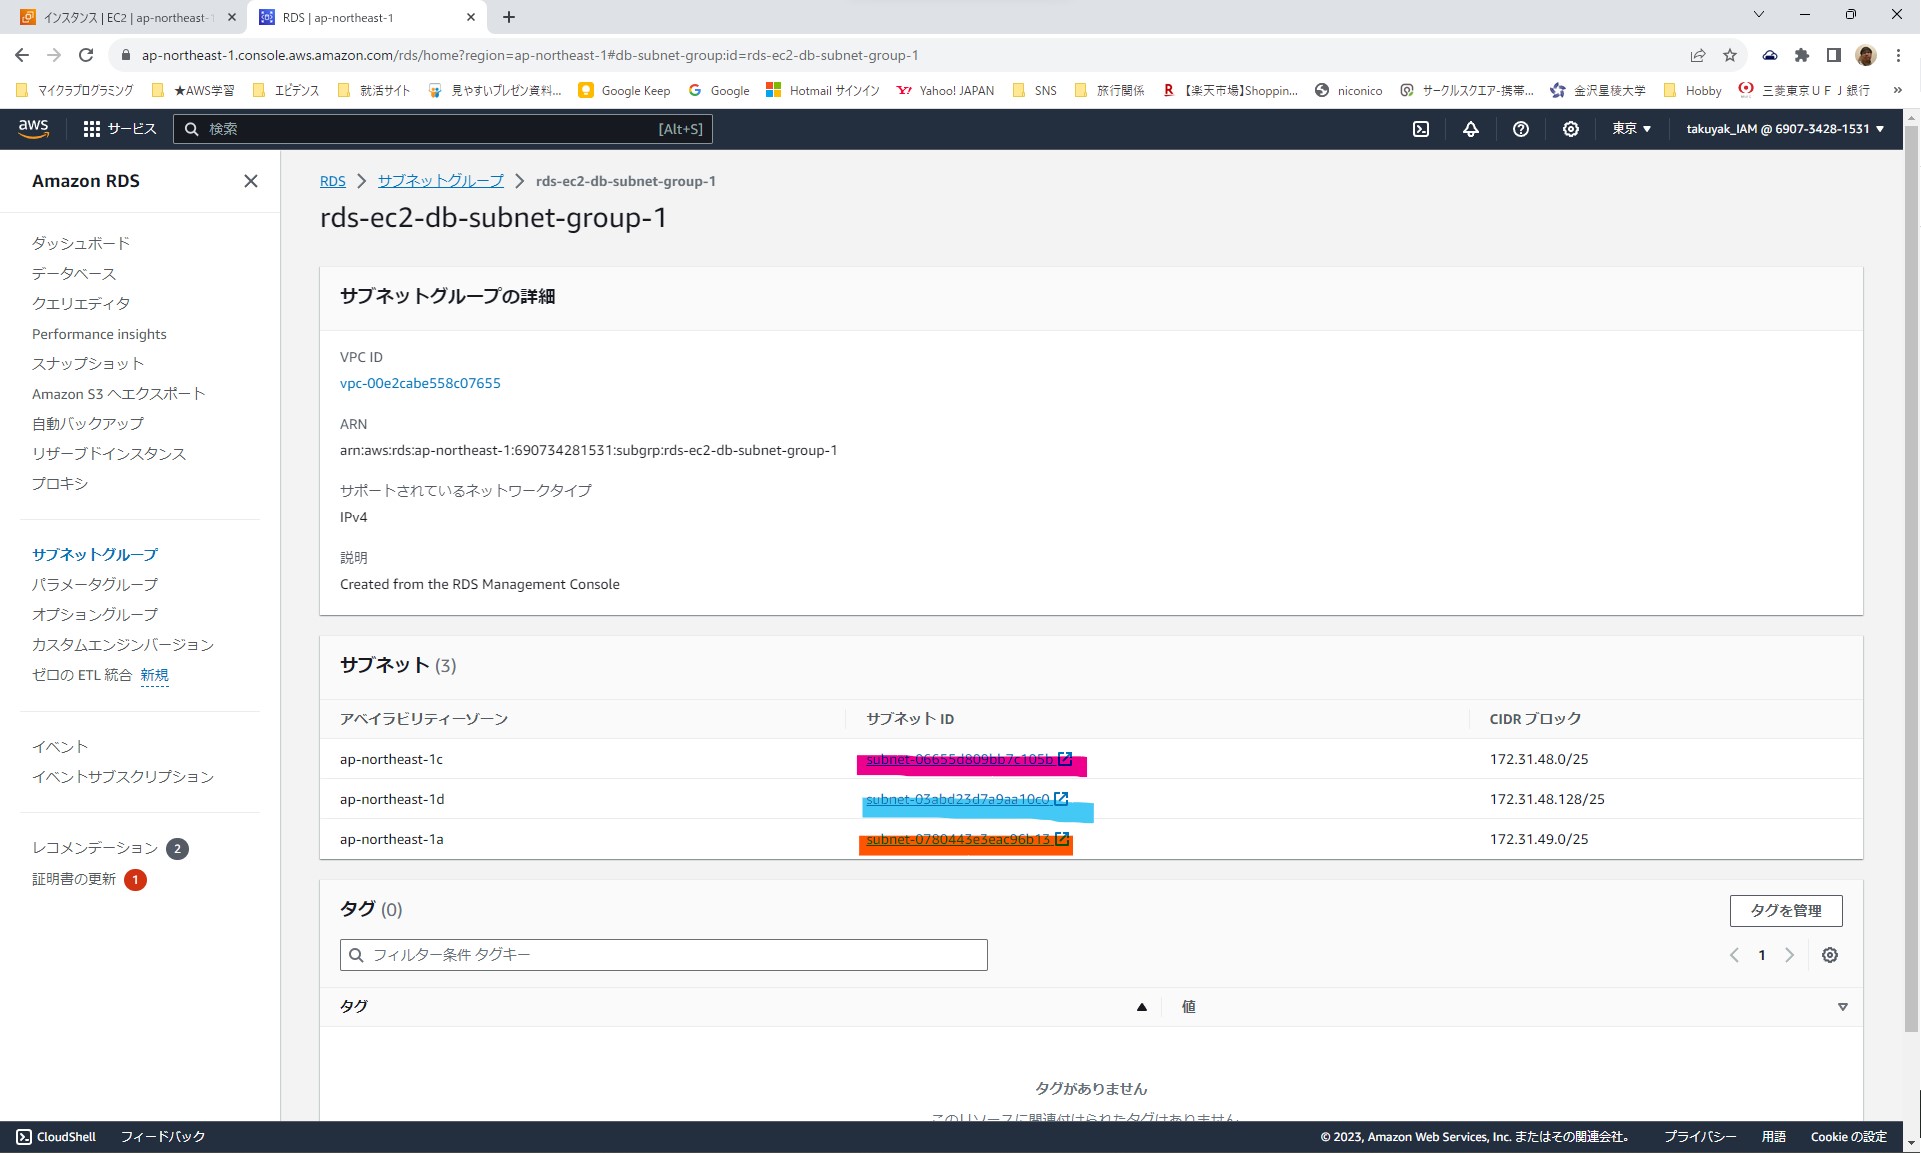 インスタンス | EC2 | ap-northeast-1
RDS | ap-northeast-1
ap-northeast-1.console.aws.amazon.com/rds/home?region=ap-northeast-1#db-subnet-group:id=rds-ec2-db-subnet-group-1
マイクラプログラミング ★AWS学習 エビデンス 就活サイト 見やすいプレゼン資料... Google Keep Google Hotmail サインイン Yahoo! JAPAN SNS 旅行関係 【楽天市場】Shoppin... niconico サークルスクエア-携帯... 金沢星稜大学 Hobby 三菱東京ＵＦＪ銀行 »
aws サービス 検索 [Alt+S] 東京 ▼ takuyak_IAM @ 6907-3428-1531 ▼
Amazon RDS
ダッシュボード
データベース
クエリエディタ
Performance insights
スナップショット
Amazon S3 へエクスポート
自動バックアップ
リザーブドインスタンス
プロキシ
サブネットグループ
パラメータグループ
オプショングループ
カスタムエンジンバージョン
ゼロの ETL 統合 新規
イベント
イベントサブスクリプション
レコメンデーション 2
証明書の更新 1
RDS > サブネットグループ > rds-ec2-db-subnet-group-1
rds-ec2-db-subnet-group-1
サブネットグループの詳細
VPC ID
vpc-00e2cabe558c07655
ARN
arn:aws:rds:ap-northeast-1:690734281531:subgrp:rds-ec2-db-subnet-group-1
サポートされているネットワークタイプ
IPv4
説明
Created from the RDS Management Console
サブネット (3)
アベイラビリティーゾーン サブネット ID CIDR ブロック
ap-northeast-1c subnet-06655d809bb7c105b 172.31.48.0/25
ap-northeast-1d subnet-03abd23d7a9aa10c0 172.31.48.128/25
ap-northeast-1a subnet-0780443e3eac96b13 172.31.49.0/25
タグ (0)
タグを管理
フィルター条件 タグキー
1
タグ 値
タグがありません
このリソースに関連付けられたタグはありません
CloudShell フィードバック © 2023, Amazon Web Services, Inc. またはその関連会社。 プライバシー 用語 Cookie の設定